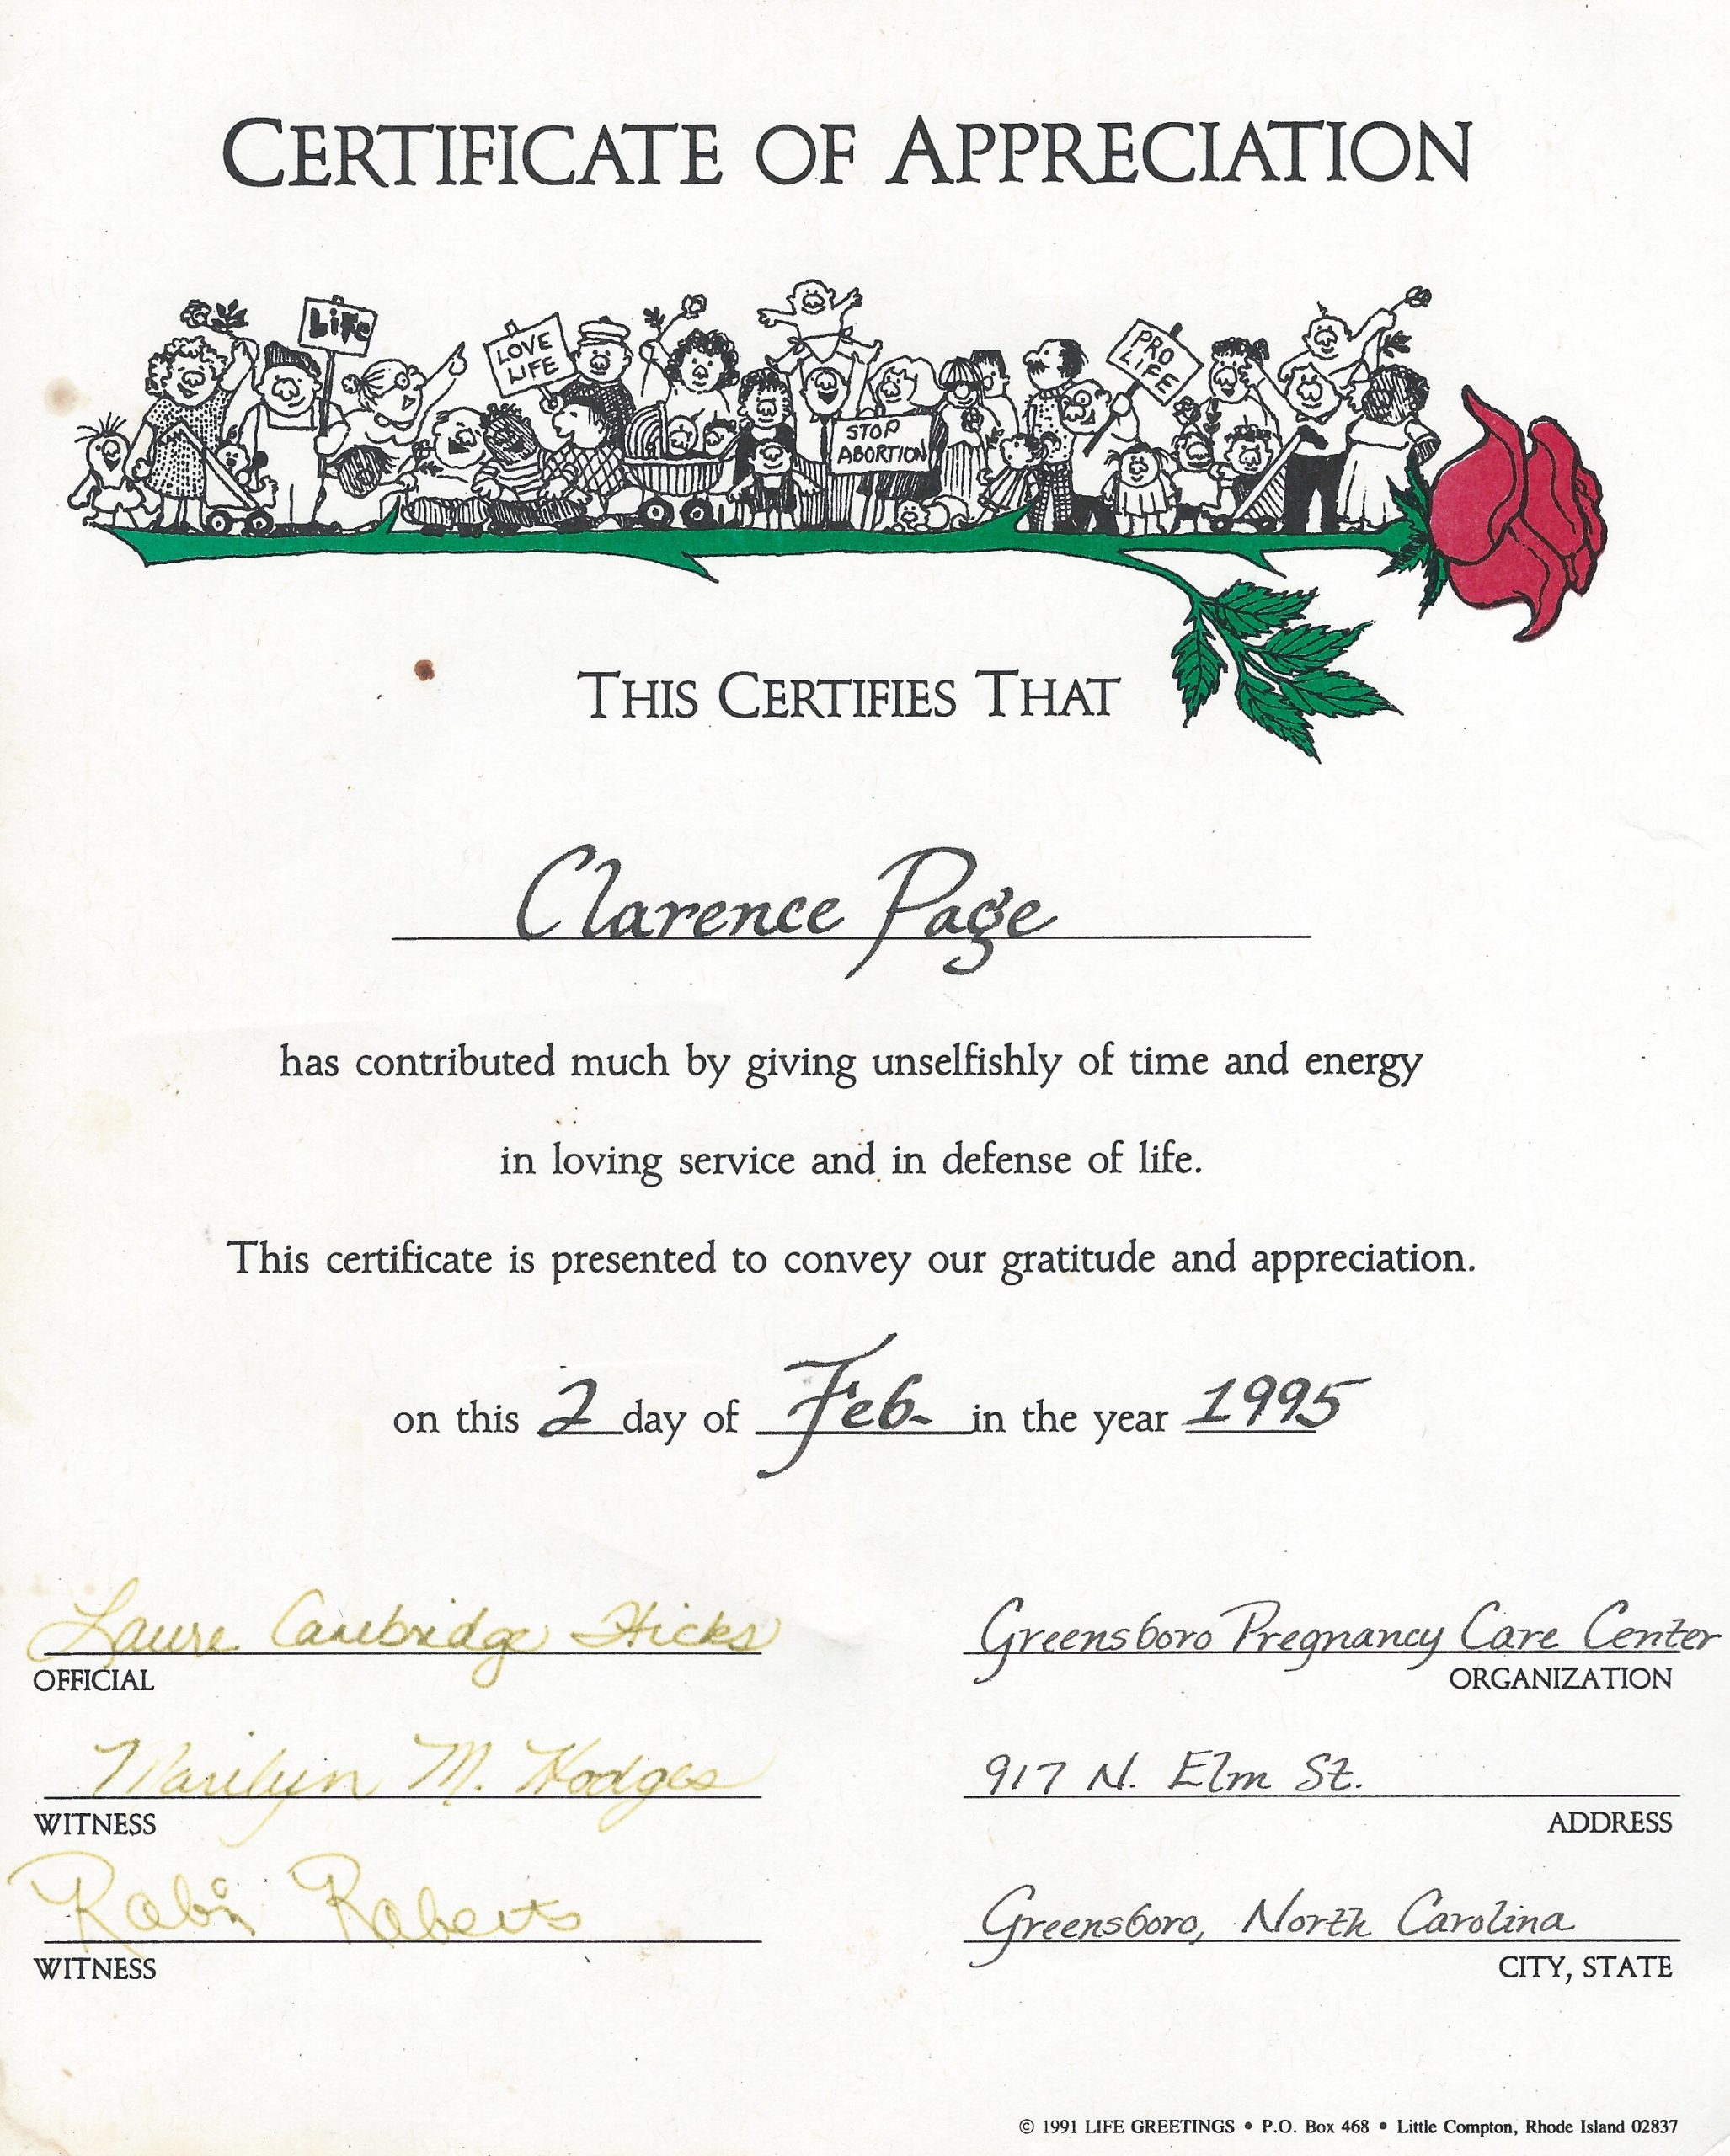 CERTIFICATE OF APPRECIATION
Life
LOVE LIFE
PRO LIFE
STOP ABORTION
THIS CERTIFIES THAT
Clarence Page
has contributed much by giving unselfishly of time and energy
in loving service and in defense of life.
This certificate is presented to convey our gratitude and appreciation.
on this 2 day of Feb. in the year 1995
Laure Cambridge Hicks Greensboro Pregnancy Care Center
OFFICIAL ORGANIZATION
Marilyn M. Hodges 917 N. Elm St.
WITNESS ADDRESS
Robin Roberts Greensboro, North Carolina
WITNESS CITY, STATE
© 1991 LIFE GREETINGS • P.O. Box 468 • Little Compton, Rhode Island 02837